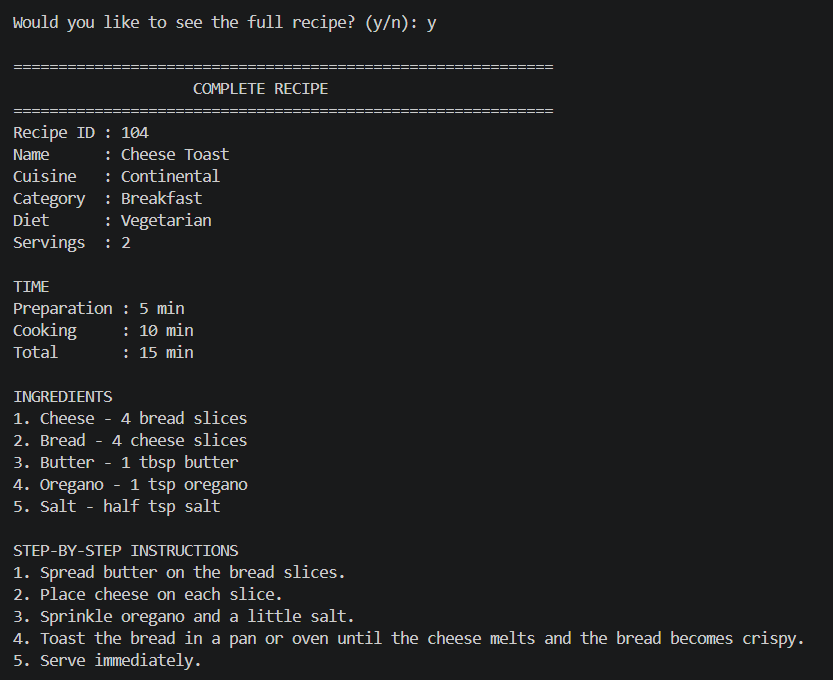 Would you like to see the full recipe? (y/n): y
============================================================
COMPLETE RECIPE
============================================================
Recipe ID : 104
Name      : Cheese Toast
Cuisine   : Continental
Category  : Breakfast
Diet      : Vegetarian
Servings  : 2
TIME
Preparation : 5 min
Cooking     : 10 min
Total       : 15 min
INGREDIENTS
1. Cheese - 4 bread slices
2. Bread - 4 cheese slices
3. Butter - 1 tbsp butter
4. Oregano - 1 tsp oregano
5. Salt - half tsp salt
STEP-BY-STEP INSTRUCTIONS
1. Spread butter on the bread slices.
2. Place cheese on each slice.
3. Sprinkle oregano and a little salt.
4. Toast the bread in a pan or oven until the cheese melts and the bread becomes crispy.
5. Serve immediately.